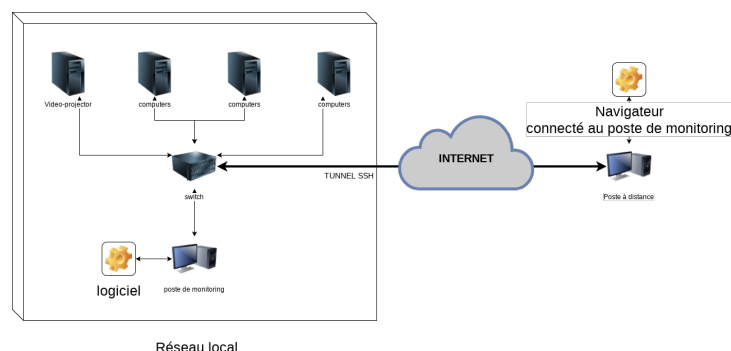 Video-projector
computers
computers
computers
Navigateur
connecté au poste de monitoring
INTERNET
TUNNEL SSH
switch
Poste à distance
logiciel
poste de monitoring
Réseau local